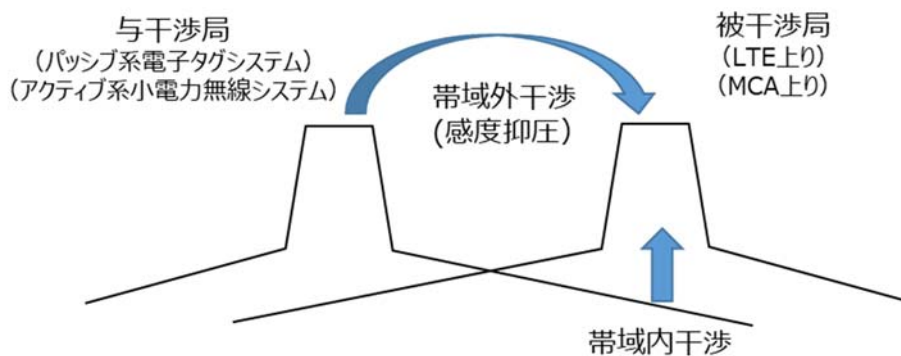 与干渉局
（パッシブ系電子タグシステム）
（アクティブ系小電力無線システム）
被干渉局
（LTE上り）
（MCA上り）
帯域外干渉
(感度抑圧）
帯域内干渉